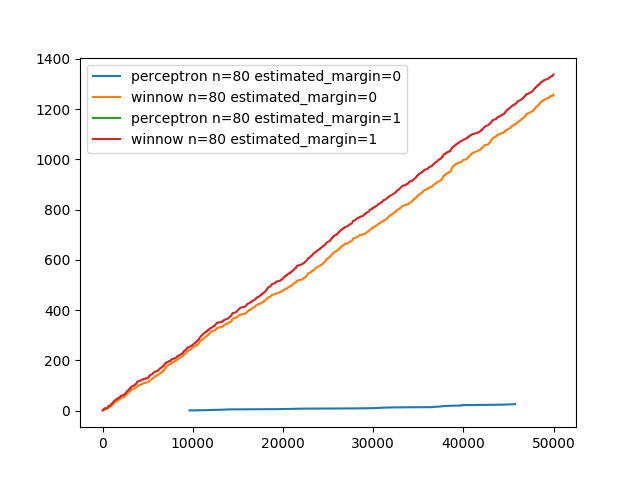 1400
1200
1000
800
600
400
200
0
perceptron n=80 estimated_margin=0
winnow n=80 estimated_margin=0
perceptron n=80 estimated_margin=1
winnow n=80 estimated_margin=1
0 10000 20000 30000 40000 50000